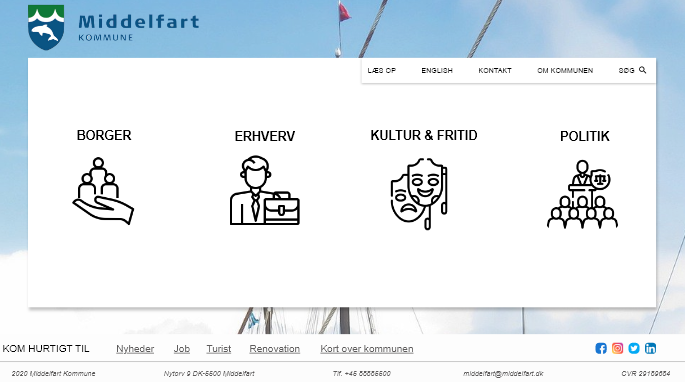 Middelfart
KOMMUNE
LÆS OP ENGLISH KONTAKT OM KOMMUNEN SØG
BORGER ERHVERV KULTUR & FRITID POLITIK
KOM HURTIGT TIL Nyheder Job Turist Renovation Kort over kommunen
2020 Middelfart Kommune Nytorv 9 DK-5500 Middelfart Tlf. +45 88885500 middelfart@middelfart.dk CVR 29189684